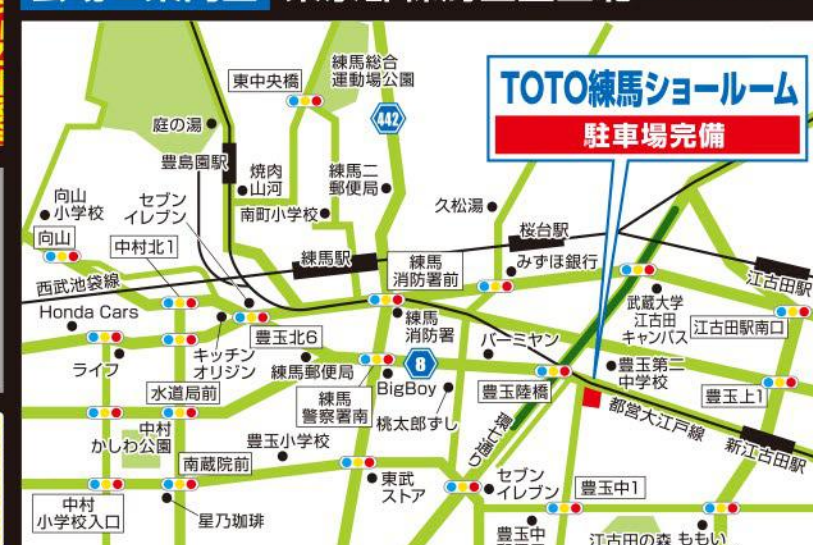 練馬総合
運動場公園
東中央橋
TOTO練馬ショールーム
駐車場完備
442
庭の湯
豊島園駅
焼肉
山河
練馬二
郵便局
向山
小学校
セブン
イレブン
南町小学校
久松湯
向山
中村北1
練馬駅
練馬
消防署前
桜台駅
みずほ銀行
西武池袋線
江古田駅
Honda Cars
武蔵大学
江古田
キャンパス
江古田駅南口
練馬
消防署
キッチン
オリジン
豊玉北6
バーミヤン
ライフ
練馬郵便局
8
豊玉第二
中学校
水道局前
BigBoy
豊玉陸橋
豊玉上1
練馬
警察署南
桃太郎ずし
都営大江戸線
中村
かしわ公園
環七通り
新江古田駅
豊玉小学校
南蔵院前
東武
ストア
セブン
イレブン
豊玉中1
中村
小学校入口
星乃珈琲
豊玉中
江古田の森
ももい